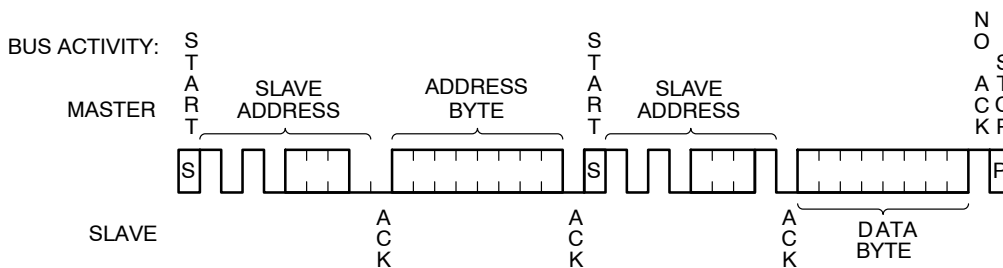 BUS ACTIVITY:
MASTER
START
SLAVE
ADDRESS
ADDRESS
BYTE
START
SLAVE
ADDRESS
NO ACK
STOP
S
S
P
SLAVE
ACK
ACK
ACK
DATA
BYTE